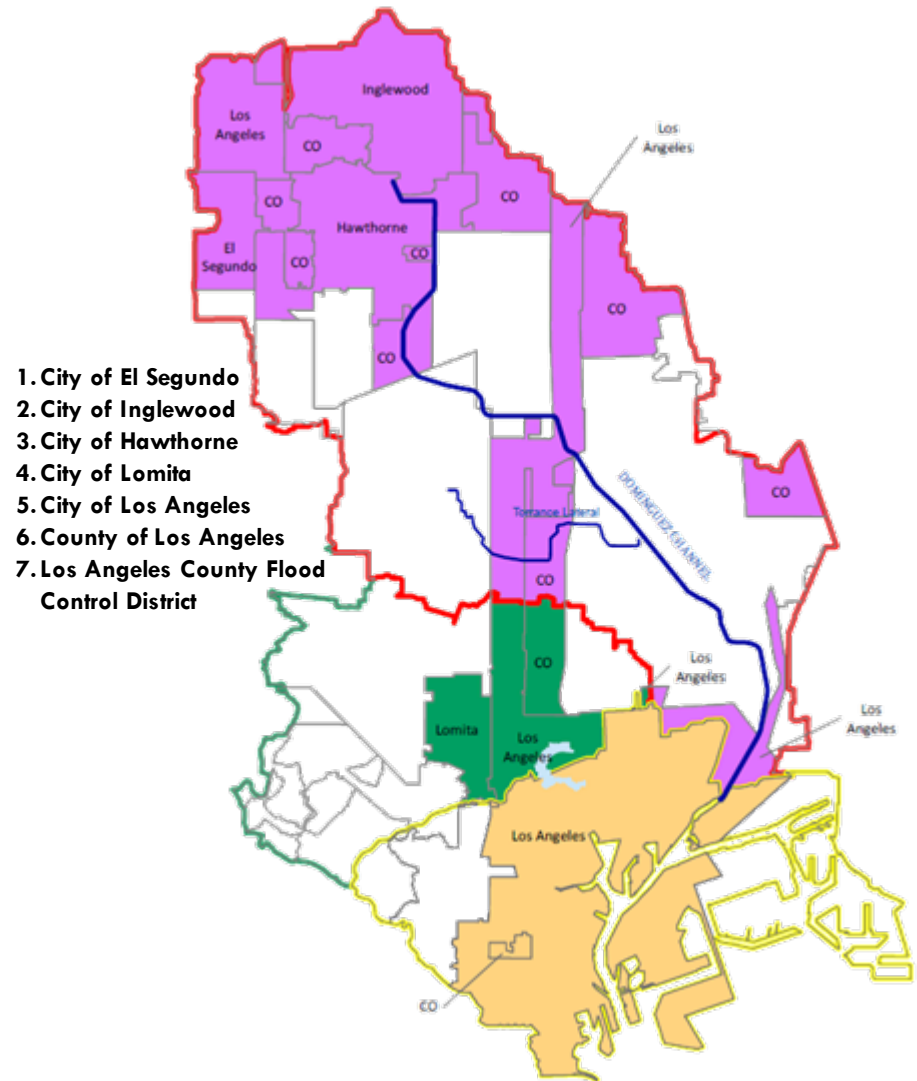 Inglewood
Los
Angeles
CO
Los
Angeles
CO
CO
Hawthorne
El
Segundo
CO
CO
CO
CO
1. City of El Segundo
2. City of Inglewood
3. City of Hawthorne
4. City of Lomita
5. City of Los Angeles
6. County of Los Angeles
7. Los Angeles County Flood
Control District
CO
DOMINGUEZ CHANNEL
Torrance Lateral
CO
CO
Los
Angeles
Los
Angeles
Lomita
Los
Angeles
Los Angeles
CO